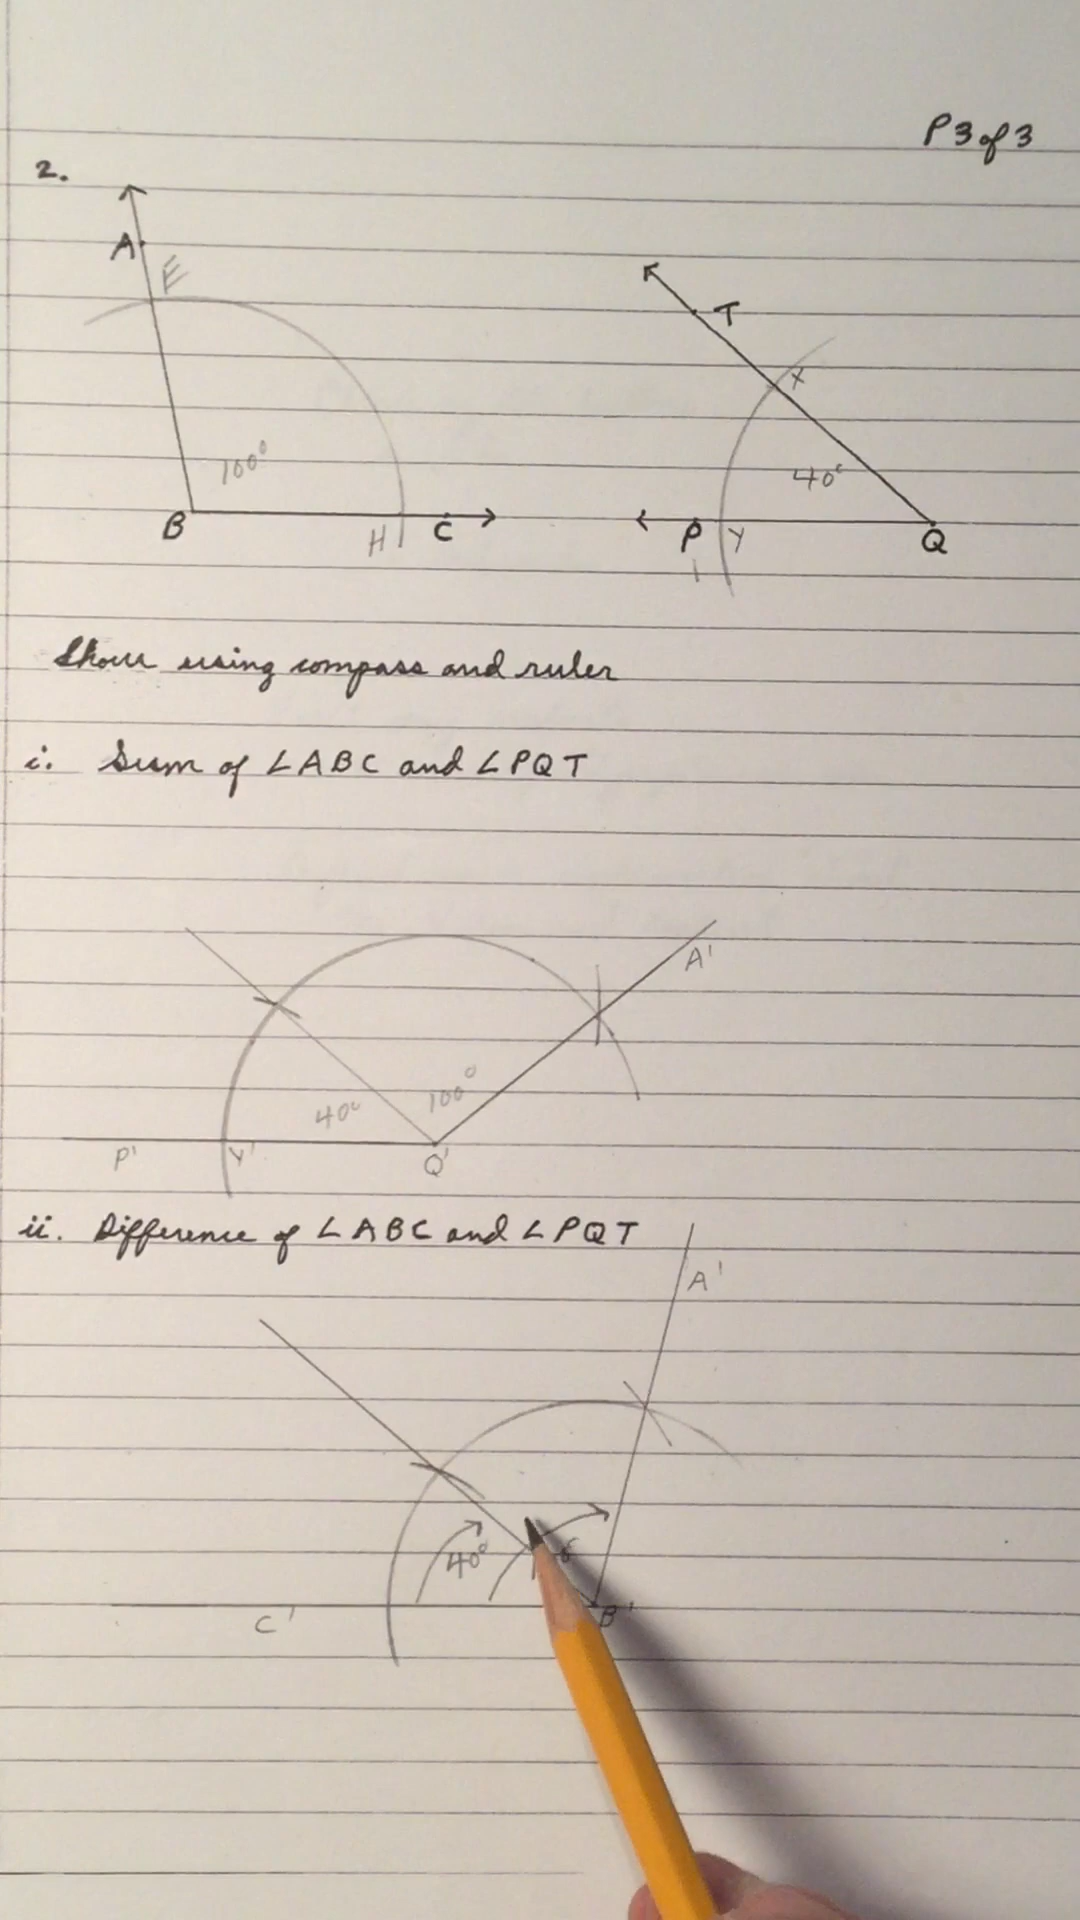 P 3 of 3
2.
A
E
T
X
100°
40°
B
H
C
P
Y
Q
Show using compass and ruler
i. Sum of ∠ABC and ∠PQT
A'
100°
40°
P'
Y'
Q'
ii. Difference of ∠ABC and ∠PQT
A'
40°
C'
B'